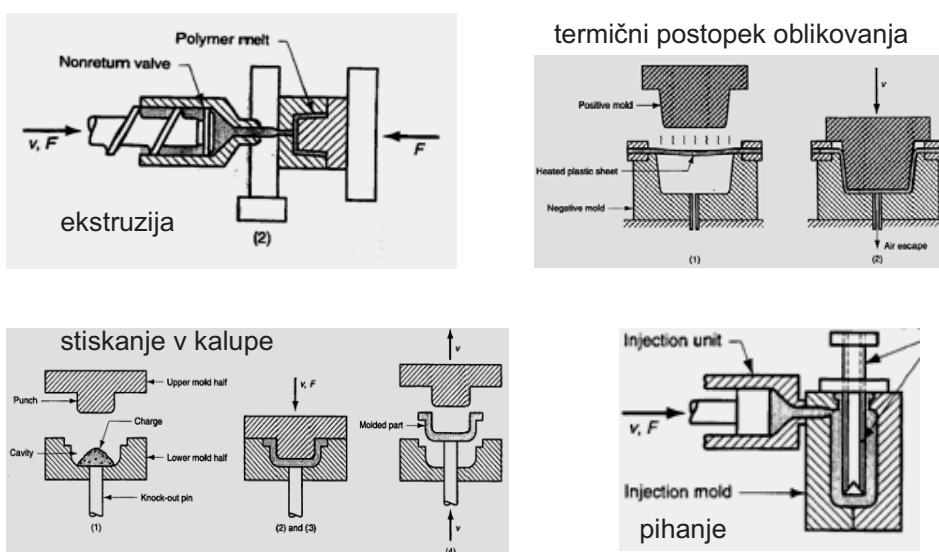 Polymer melt
Nonreturn valve
v, F
F
ekstruzija
(2)
termični postopek oblikovanja
v
Positive mold
Heated plastic sheet
Negative mold
Air escape
(1)
(2)
stiskanje v kalupe
v
Upper mold half
Punch
v, F
Charge
Molded part
Cavity
Lower mold half
Knock-out pin
(1)
(2) and (3)
v
(4)
Injection unit
v, F
Injection mold
pihanje